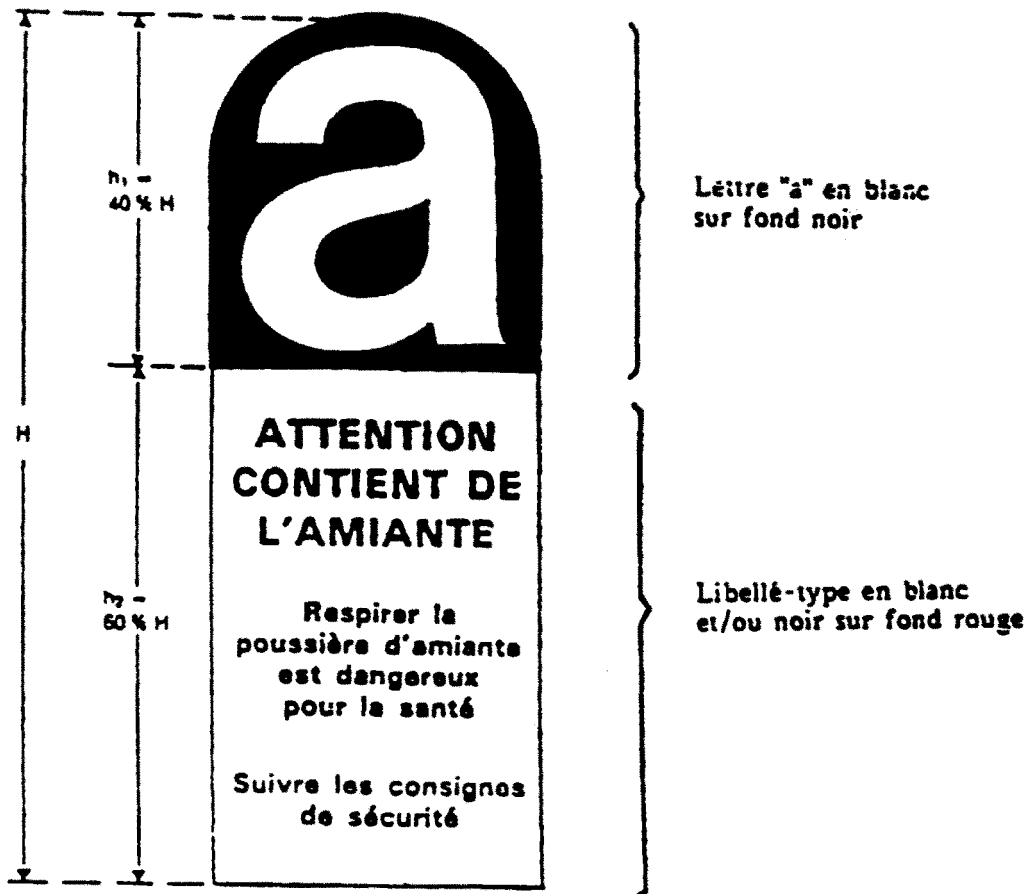 a
h₁ =
40 % H
Lettre "a" en blanc
sur fond noir
H
ATTENTION
CONTIENT DE
L'AMIANTE
h₂ =
60 % H
Respirer la
poussière d'amiante
est dangereux
pour la santé
Libellé-type en blanc
et/ou noir sur fond rouge
Suivre les consignes
de sécurité